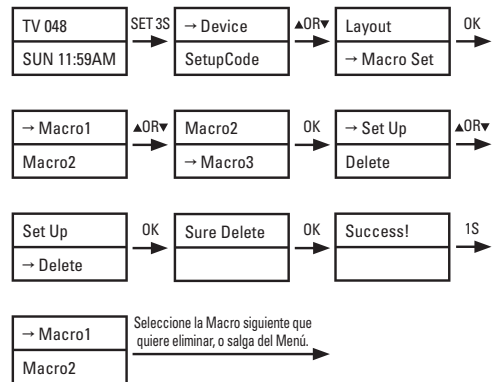 TV 048
SUN 11:59AM
SET 3S
→ Device
SetupCode
▲OR▼
Layout
→ Macro Set
OK
→ Macro1
Macro2
▲OR▼
Macro2
→ Macro3
OK
→ Set Up
Delete
▲OR▼
Set Up
→ Delete
OK
Sure Delete
OK
Success!
1S
→ Macro1
Macro2
Seleccione la Macro siguiente que
quiere eliminar, o salga del Menú.